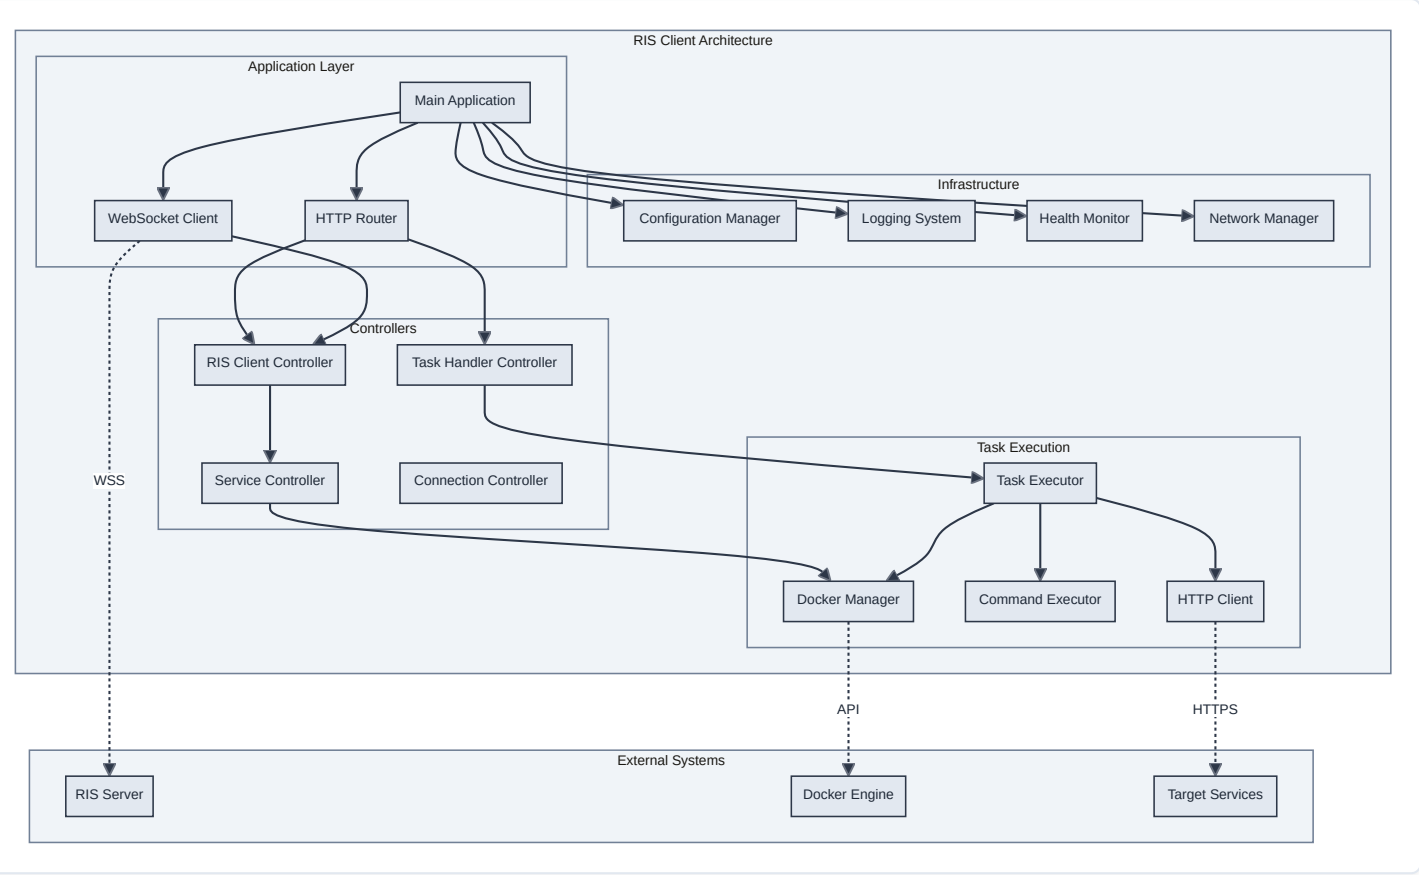 RIS Client Architecture
Application Layer
Main Application
Infrastructure
WebSocket Client
HTTP Router
Configuration Manager
Logging System
Health Monitor
Network Manager
Controllers
RIS Client Controller
Task Handler Controller
Task Execution
Service Controller
Connection Controller
Task Executor
WSS
Docker Manager
Command Executor
HTTP Client
API
HTTPS
External Systems
RIS Server
Docker Engine
Target Services